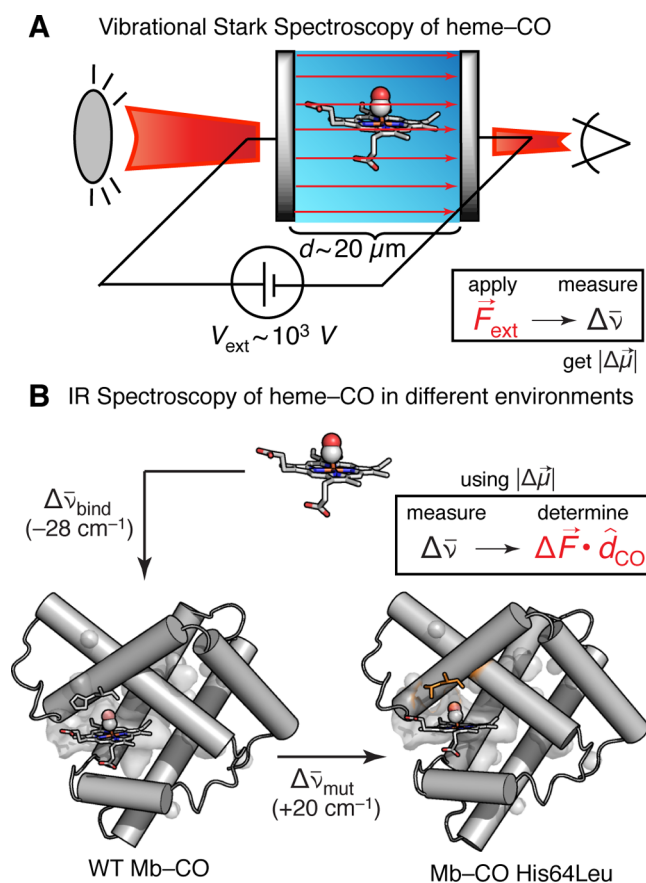 A Vibrational Stark Spectroscopy of heme–CO
d~20 µm
V_ext ~ 10³ V
apply measure
F⃗_ext → Δν̄
get |Δμ⃗|
B IR Spectroscopy of heme–CO in different environments
Δν̄_bind
(–28 cm⁻¹)
using |Δμ⃗|
measure determine
Δν̄ → ΔF⃗ • d̂_CO
Δν̄_mut
(+20 cm⁻¹)
WT Mb–CO
Mb–CO His64Leu